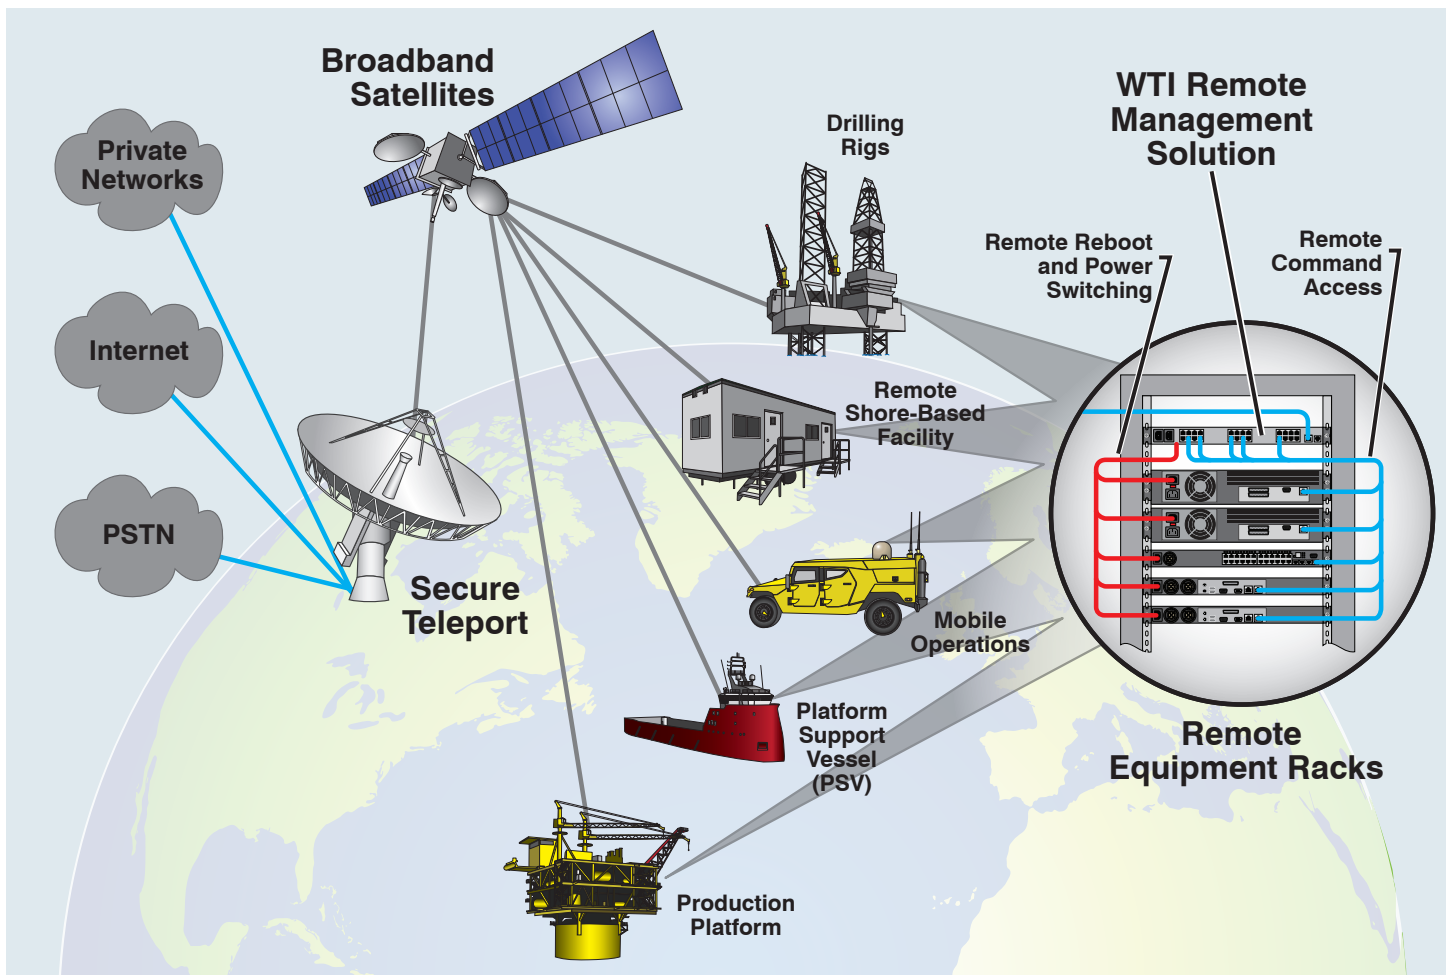 Broadband
Satellites
Private
Networks
Internet
PSTN
Secure
Teleport
Drilling
Rigs
Remote
Shore-Based
Facility
Mobile
Operations
Platform
Support
Vessel
(PSV)
Production
Platform
WTI Remote
Management
Solution
Remote Reboot
and Power
Switching
Remote
Command
Access
Remote
Equipment Racks